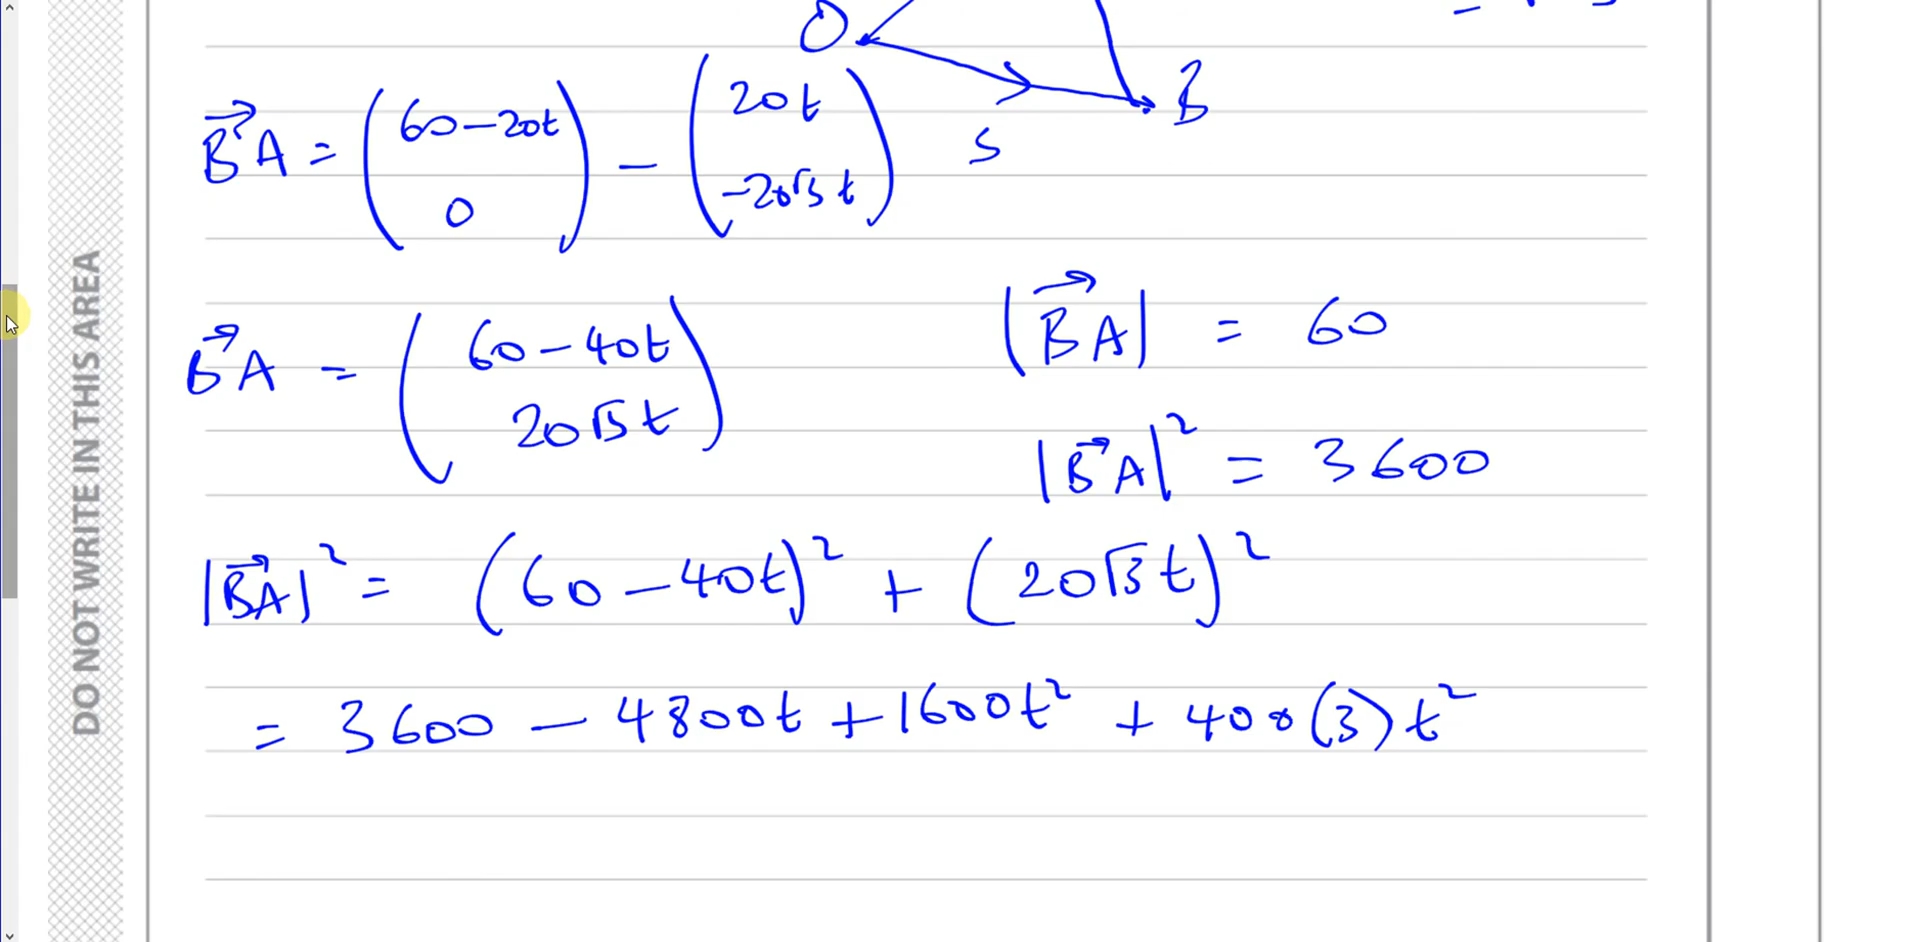 O
B
S
BA = (60-20t 0) - (20t -20√3 t)
BA = (60-40t 20√3 t)
|BA| = 60
|BA|² = 3600
|BA|² = (60-40t)² + (20√3 t)²
= 3600 - 4800t + 1600t² + 400(3)t²
DO NOT WRITE IN THIS AREA